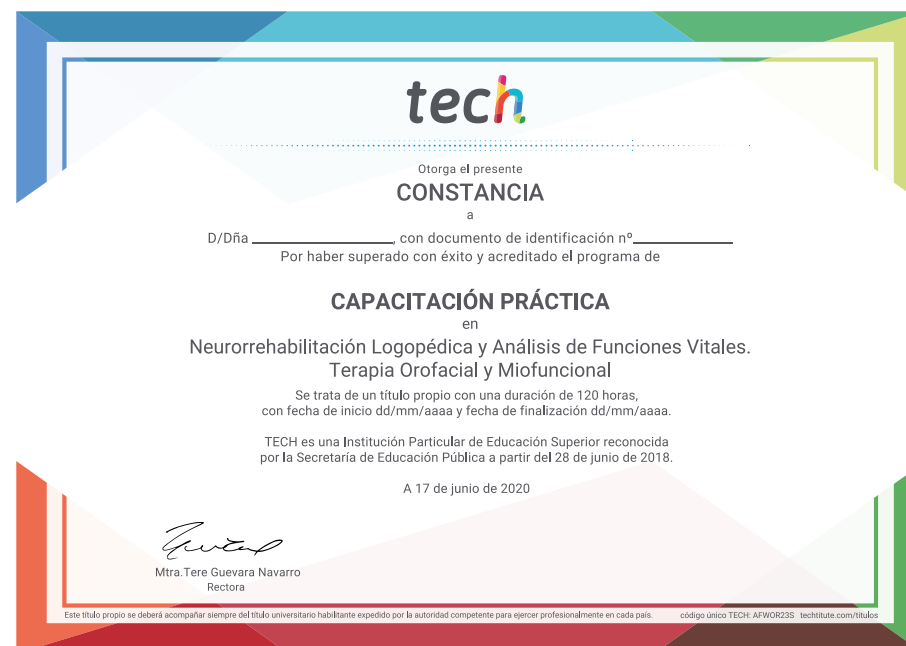 tech
Otorga el presente
CONSTANCIA
a
D/Dña ____________________, con documento de identificación nº______________
Por haber superado con éxito y acreditado el programa de
CAPACITACIÓN PRÁCTICA
en
Neurorrehabilitación Logopédica y Análisis de Funciones Vitales.
Terapia Orofacial y Miofuncional
Se trata de un título propio con una duración de 120 horas,
con fecha de inicio dd/mm/aaaa y fecha de finalización dd/mm/aaaa.
TECH es una Institución Particular de Educación Superior reconocida
por la Secretaría de Educación Pública a partir del 28 de junio de 2018.
A 17 de junio de 2020
Mtra.Tere Guevara Navarro
Rectora
Este título propio se deberá acompañar siempre del título universitario habilitante expedido por la autoridad competente para ejercer profesionalmente en cada país. código único TECH: AFWOR23S techtitute.com/titulos